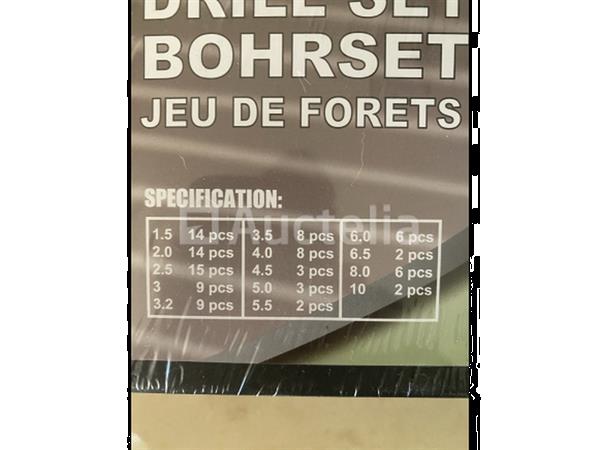 DRILL SET
BOHRSET
JEU DE FORETS
SPECIFICATION:
Auctelia
1.5 14 pcs 3.5 8 pcs 6.0 6 pcs
2.0 14 pcs 4.0 8 pcs 6.5 2 pcs
2.5 15 pcs 4.5 3 pcs 8.0 6 pcs
3 9 pcs 5.0 3 pcs 10 2 pcs
3.2 9 pcs 5.5 2 pcs